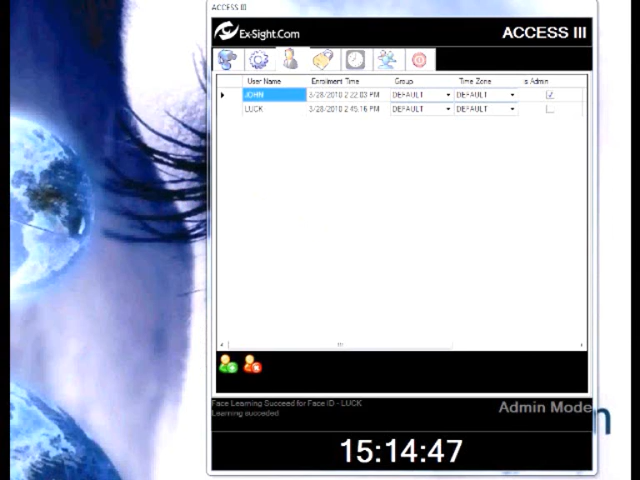 ACCESS III
Ex-Sight.Com
ACCESS III
User Name Enrolment Time Group Time Zone s Admin
JOHN 3/28/2010 2:22:03 PM DEFAULT DEFAULT
LUCK 3/28/2010 2:45:16 PM DEFAULT DEFAULT
Face Learning Succeed for Face ID - LUCK
Learning succeded
Admin Mode
15:14:47